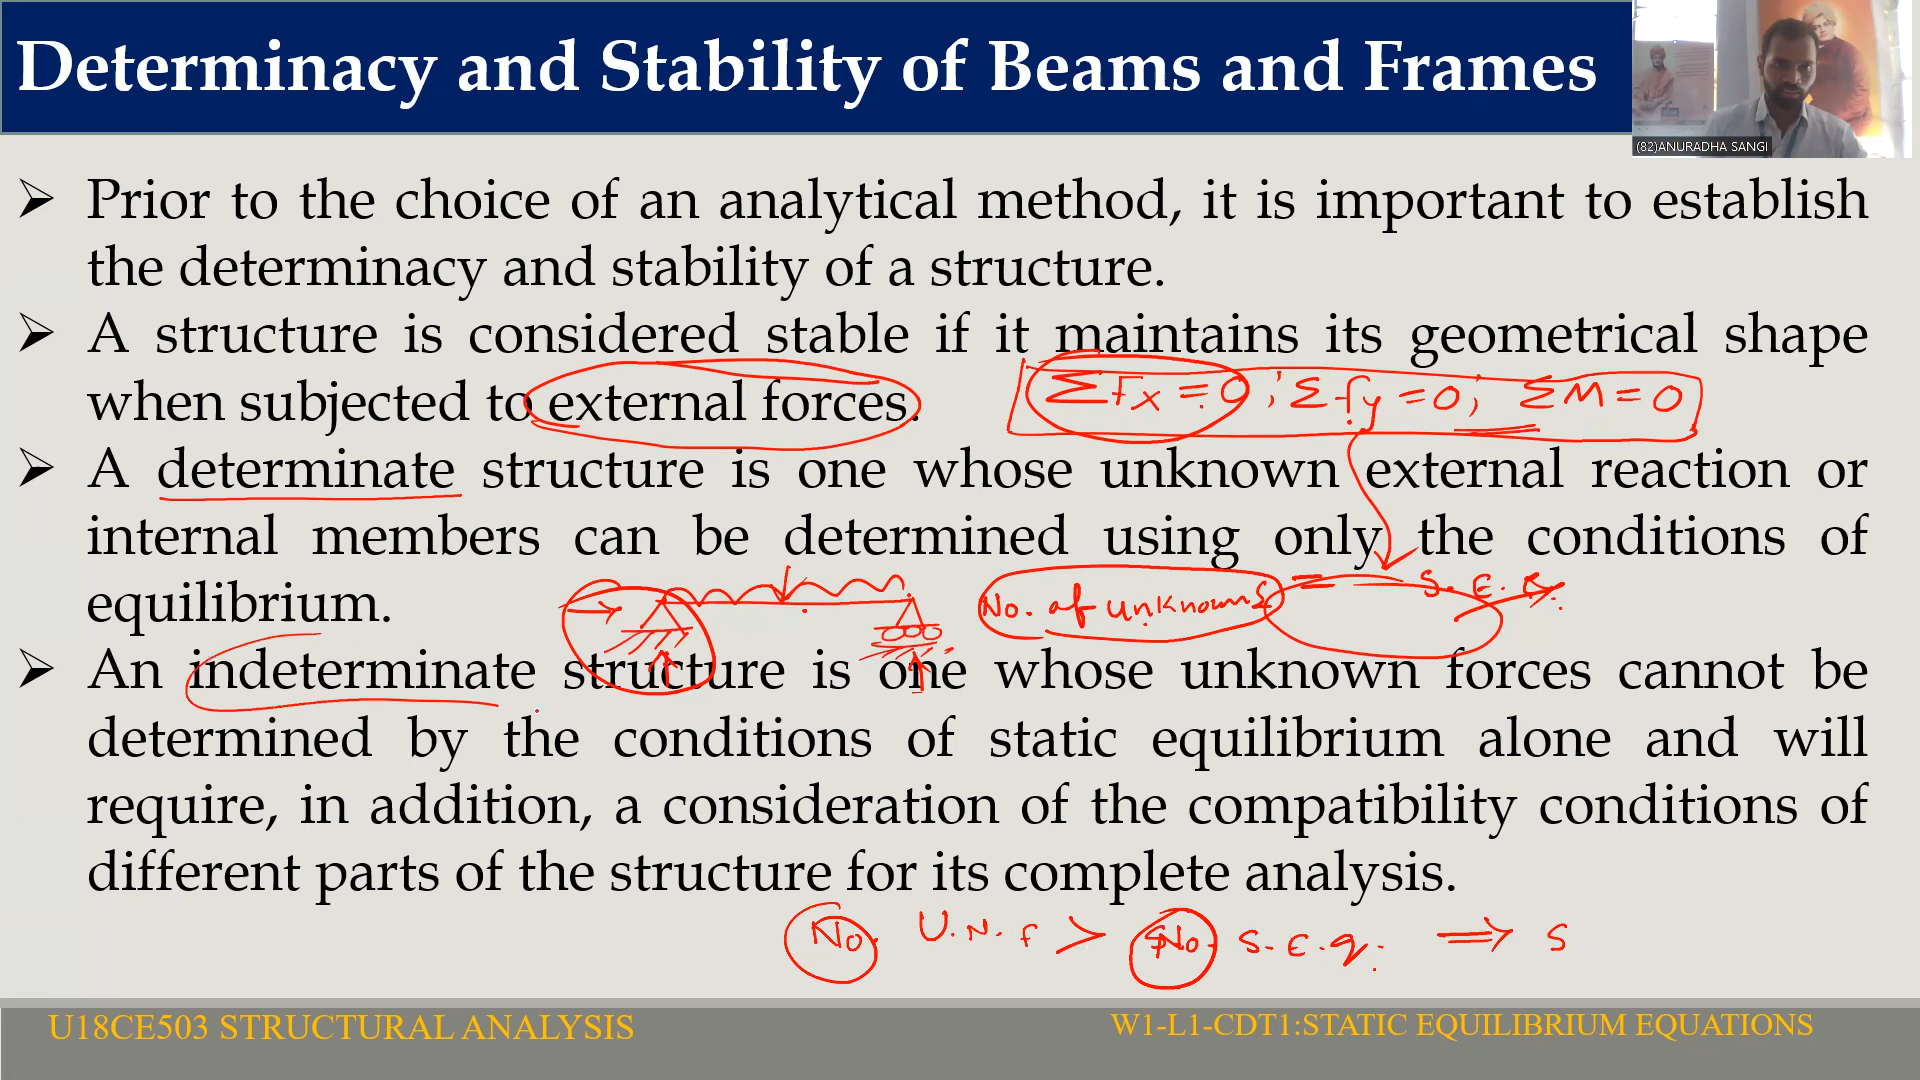 Determinacy and Stability of Beams and Frames
(82)ANURADHA SANGI
➢ Prior to the choice of an analytical method, it is important to establish
the determinacy and stability of a structure.
➢ A structure is considered stable if it maintains its geometrical shape
when subjected to external forces. Σfx = 0 ; Σfy = 0; ΣM = 0
➢ A determinate structure is one whose unknown external reaction or
internal members can be determined using only the conditions of
equilibrium. No. of unknowns = S. E. E.
➢ An indeterminate structure is one whose unknown forces cannot be
determined by the conditions of static equilibrium alone and will
require, in addition, a consideration of the compatibility conditions of
different parts of the structure for its complete analysis.
No. U.N.f > No. S.E.q. ⟹ S
U18CE503 STRUCTURAL ANALYSIS
W1-L1-CDT1:STATIC EQUILIBRIUM EQUATIONS